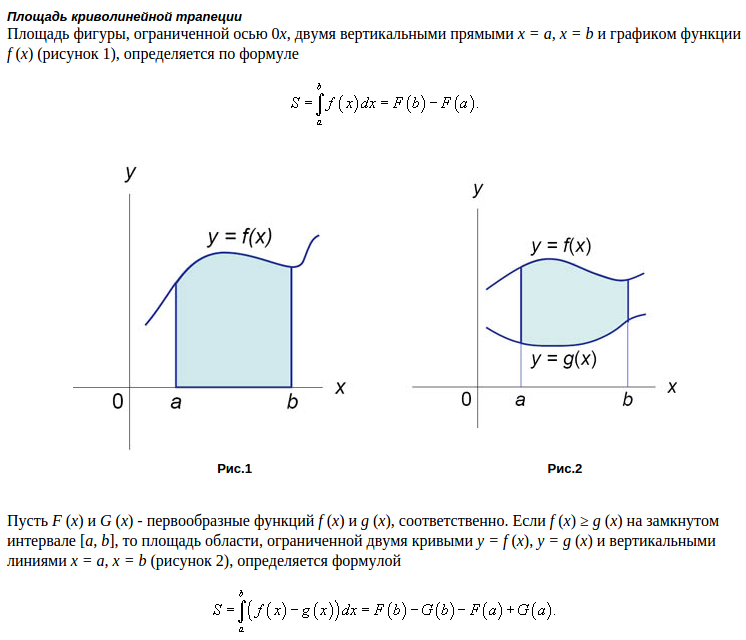 Площадь криволинейной трапеции
Площадь фигуры, ограниченной осью 0x, двумя вертикальными прямыми x = a, x = b и графиком функции
f (x) (рисунок 1), определяется по формуле
S = ∫_a^b f (x) dx = F (b) − F (a).
y
y = f(x)
0 a b x
Рис.1
y
y = f(x)
y = g(x)
0 a b x
Рис.2
Пусть F (x) и G (x) - первообразные функций f (x) и g (x), соответственно. Если f (x) ≥ g (x) на замкнутом
интервале [a, b], то площадь области, ограниченной двумя кривыми y = f (x), y = g (x) и вертикальными
линиями x = a, x = b (рисунок 2), определяется формулой
S = ∫_a^b (f (x) − g (x)) dx = F (b) − G (b) − F (a) + G (a).